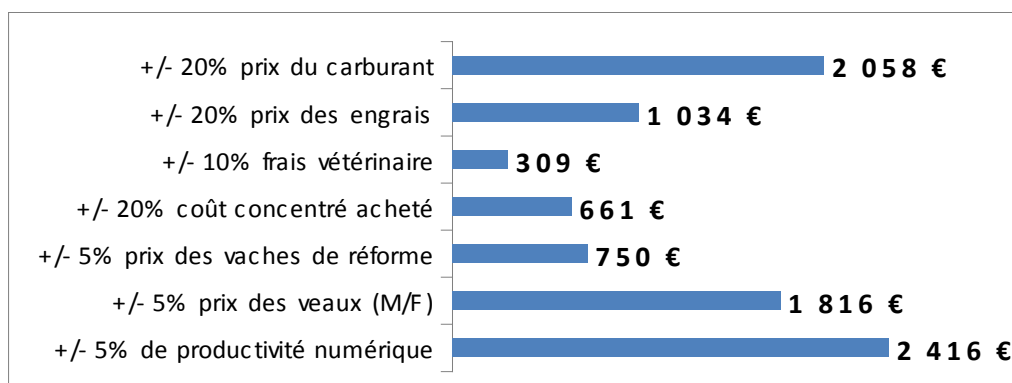 +/- 20% prix du carburant 2 058 €
+/- 20% prix des engrais 1 034 €
+/- 10% frais vétérinaire 309 €
+/- 20% coût concentré acheté 661 €
+/- 5% prix des vaches de réforme 750 €
+/- 5% prix des veaux (M/F) 1 816 €
+/- 5% de productivité numérique 2 416 €